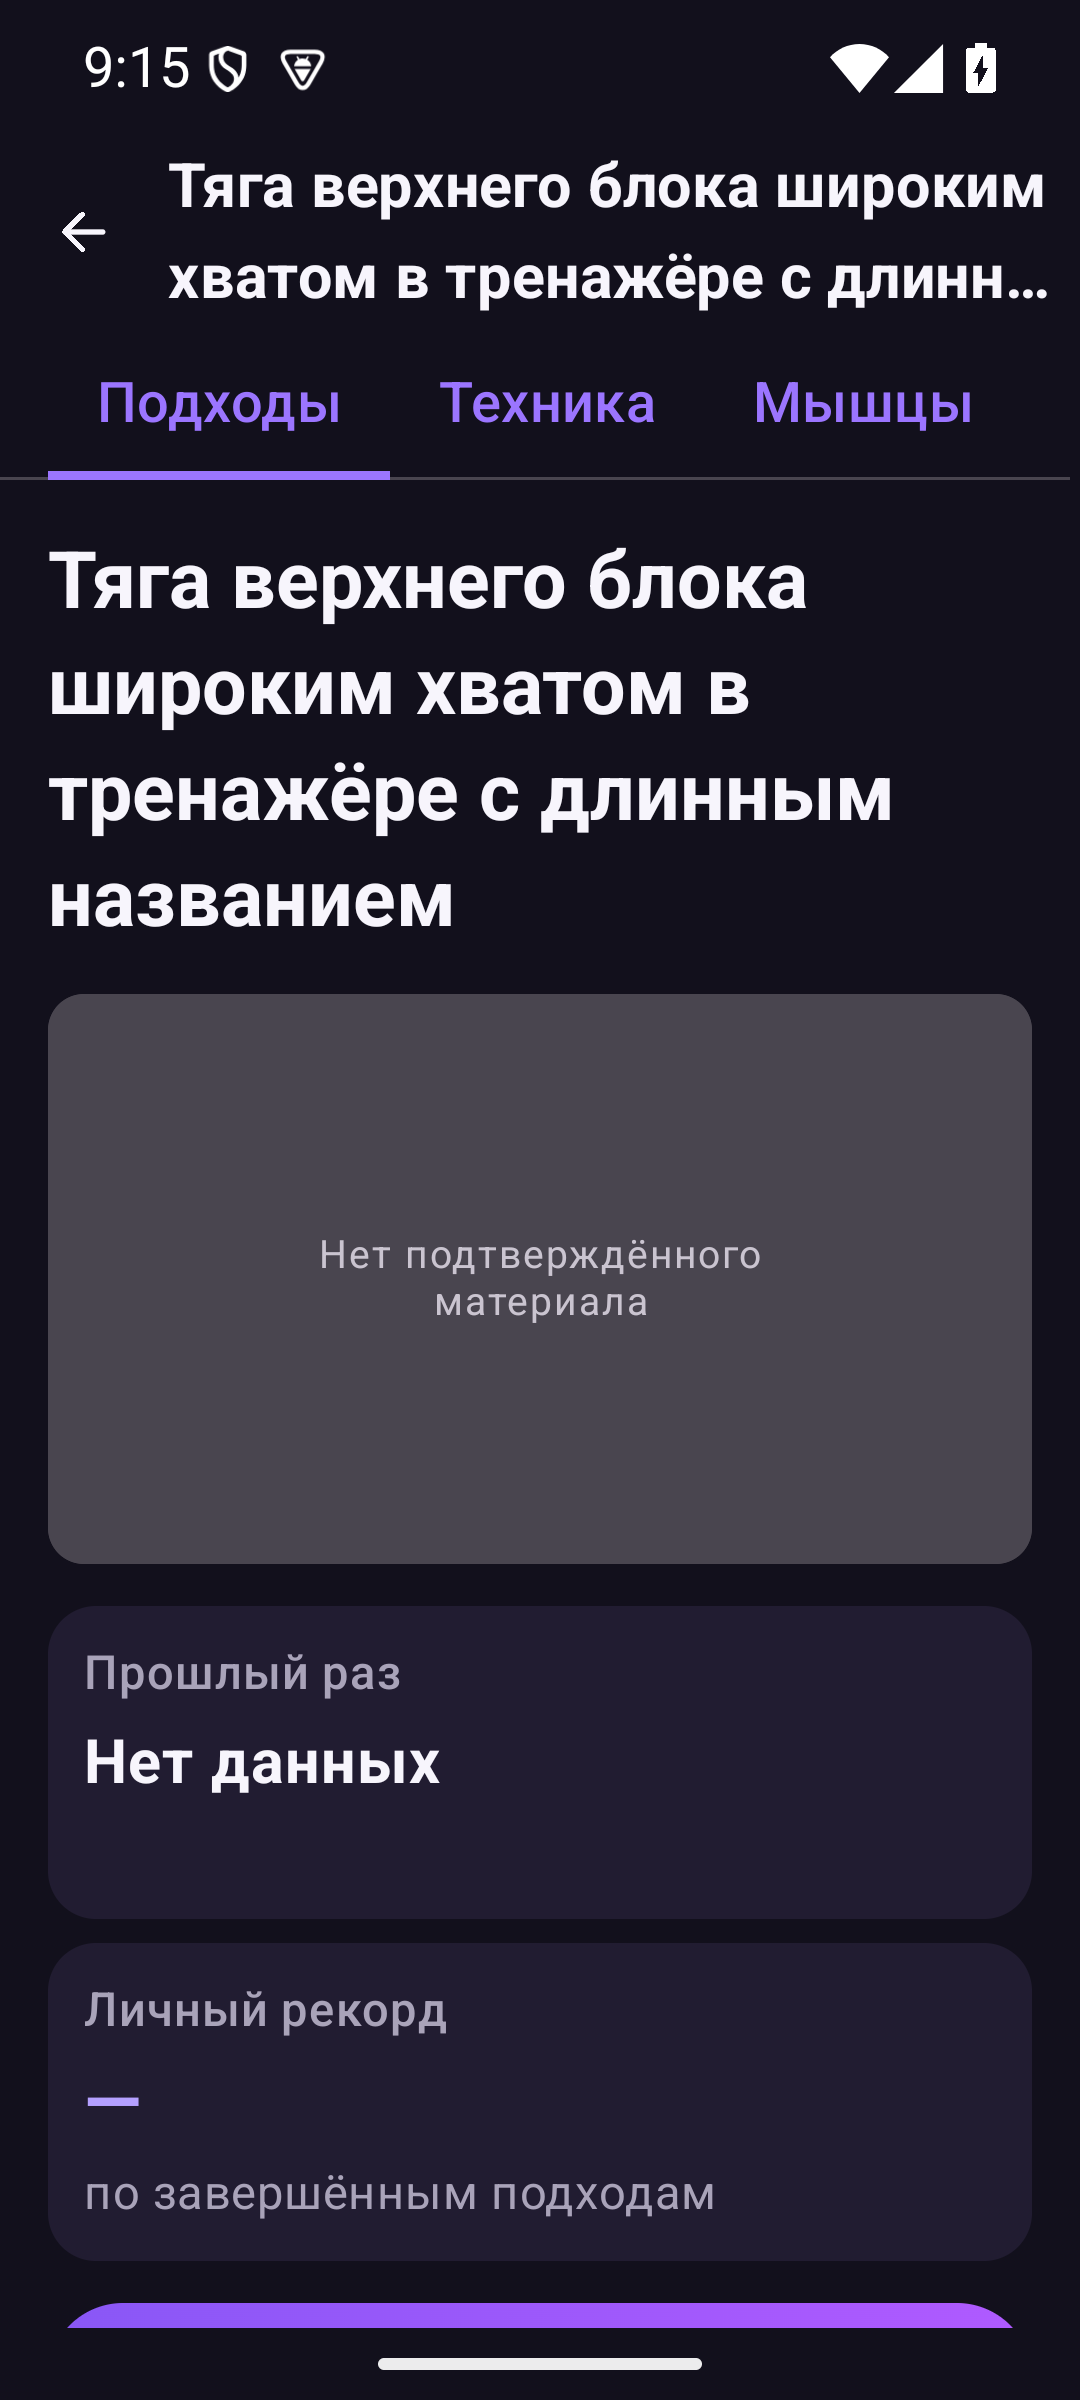 9:15
Тяга верхнего блока широким
хватом в тренажёре с длинн...
Подходы Техника Мышцы
Тяга верхнего блока
широким хватом в
тренажёре с длинным
названием
Нет подтверждённого
материала
Прошлый раз
Нет данных
Личный рекорд
—
по завершённым подходам